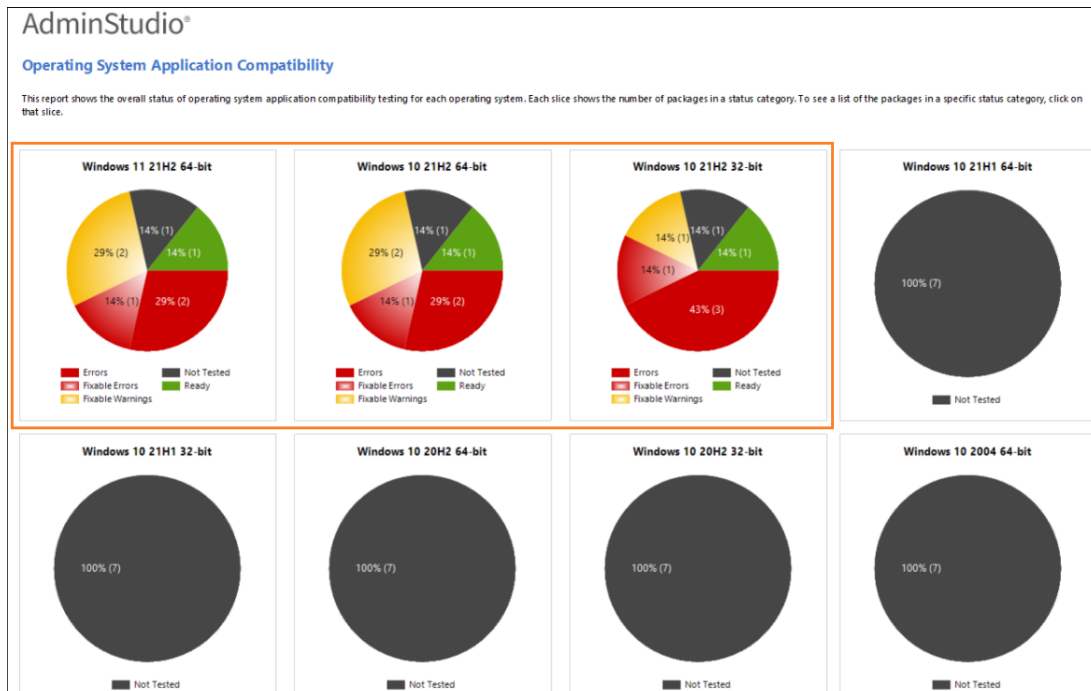 AdminStudio®
Operating System Application Compatibility
This report shows the overall status of operating system application compatibility testing for each operating system. Each slice shows the number of packages in a status category. To see a list of the packages in a specific status category, click on
that slice.
Windows 11 21H2 64-bit
14% (1)
29% (2)
14% (1)
14% (1)
29% (2)
Errors
Not Tested
Fixable Errors
Ready
Fixable Warnings
Windows 10 21H2 64-bit
14% (1)
29% (2)
14% (1)
14% (1)
29% (2)
Errors
Not Tested
Fixable Errors
Ready
Fixable Warnings
Windows 10 21H2 32-bit
14% (1)
14% (1)
14% (1)
14% (1)
43% (3)
Errors
Not Tested
Fixable Errors
Ready
Fixable Warnings
Windows 10 21H1 64-bit
100% (7)
Not Tested
Windows 10 21H1 32-bit
100% (7)
Not Tested
Windows 10 20H2 64-bit
100% (7)
Not Tested
Windows 10 20H2 32-bit
100% (7)
Not Tested
Windows 10 2004 64-bit
100% (7)
Not Tested